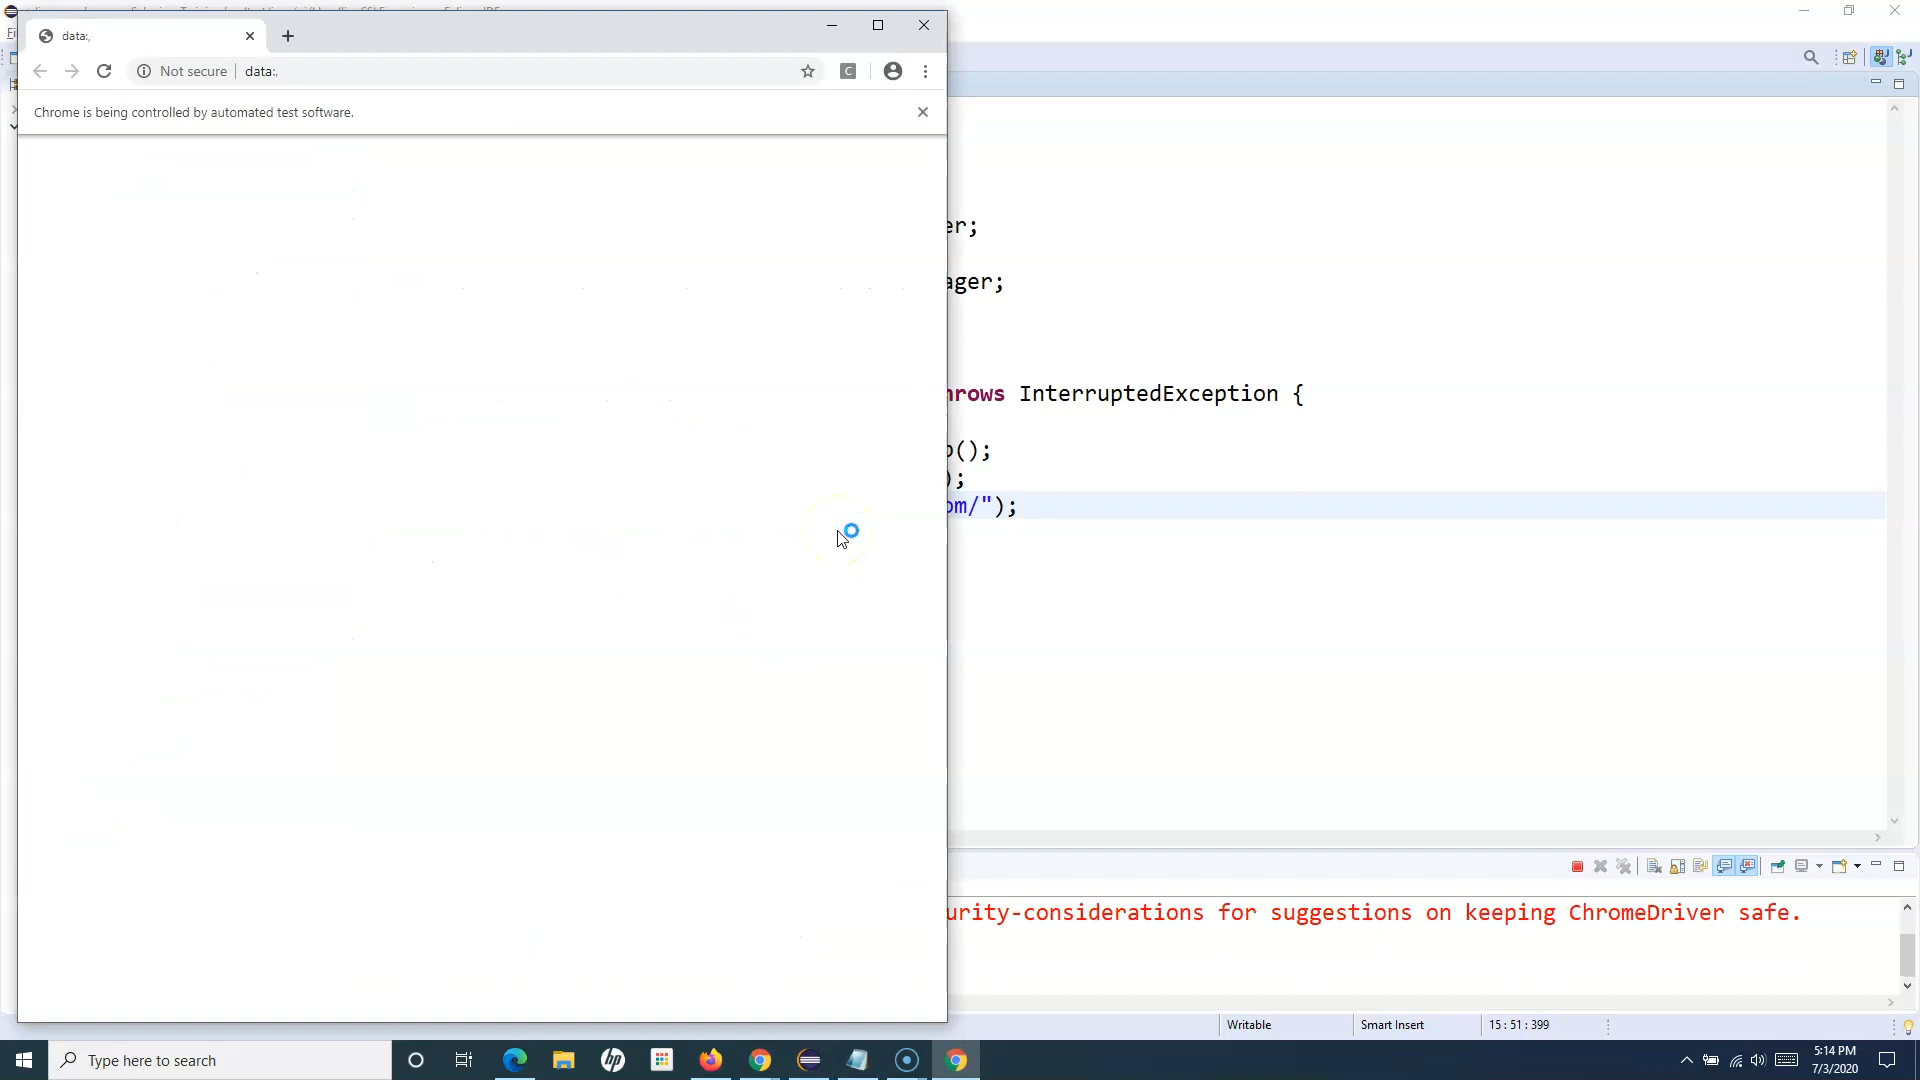 data:,
Not secure
data:,
Chrome is being controlled by automated test software.
er;
ager;
hrows InterruptedException {
p();
);
om/");
urity-considerations for suggestions on keeping ChromeDriver safe.
Writable
Smart Insert
15 : 51 : 399
Type here to search
5:14 PM
7/3/2020